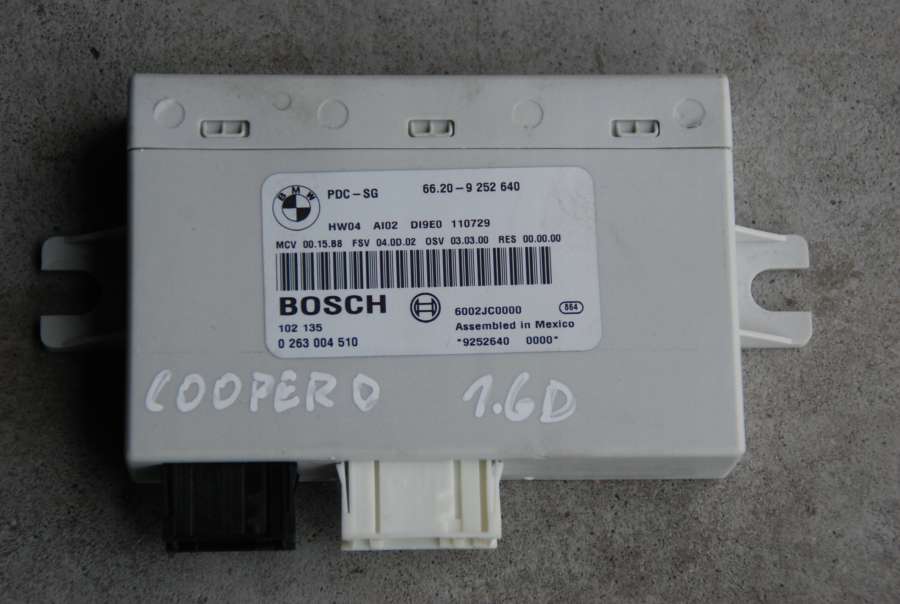 BMW
PDC-SG 66.20-9 252 640
HW04 AI02 DI9E0 110729
MCV 00.15.88 FSV 04.0D.02 OSV 03.03.00 RES 00.00.00
BOSCH
6002JC0000 864
102 135 Assembled in Mexico
0 263 004 510 *9252640 0000*
COOPER D 1.6D